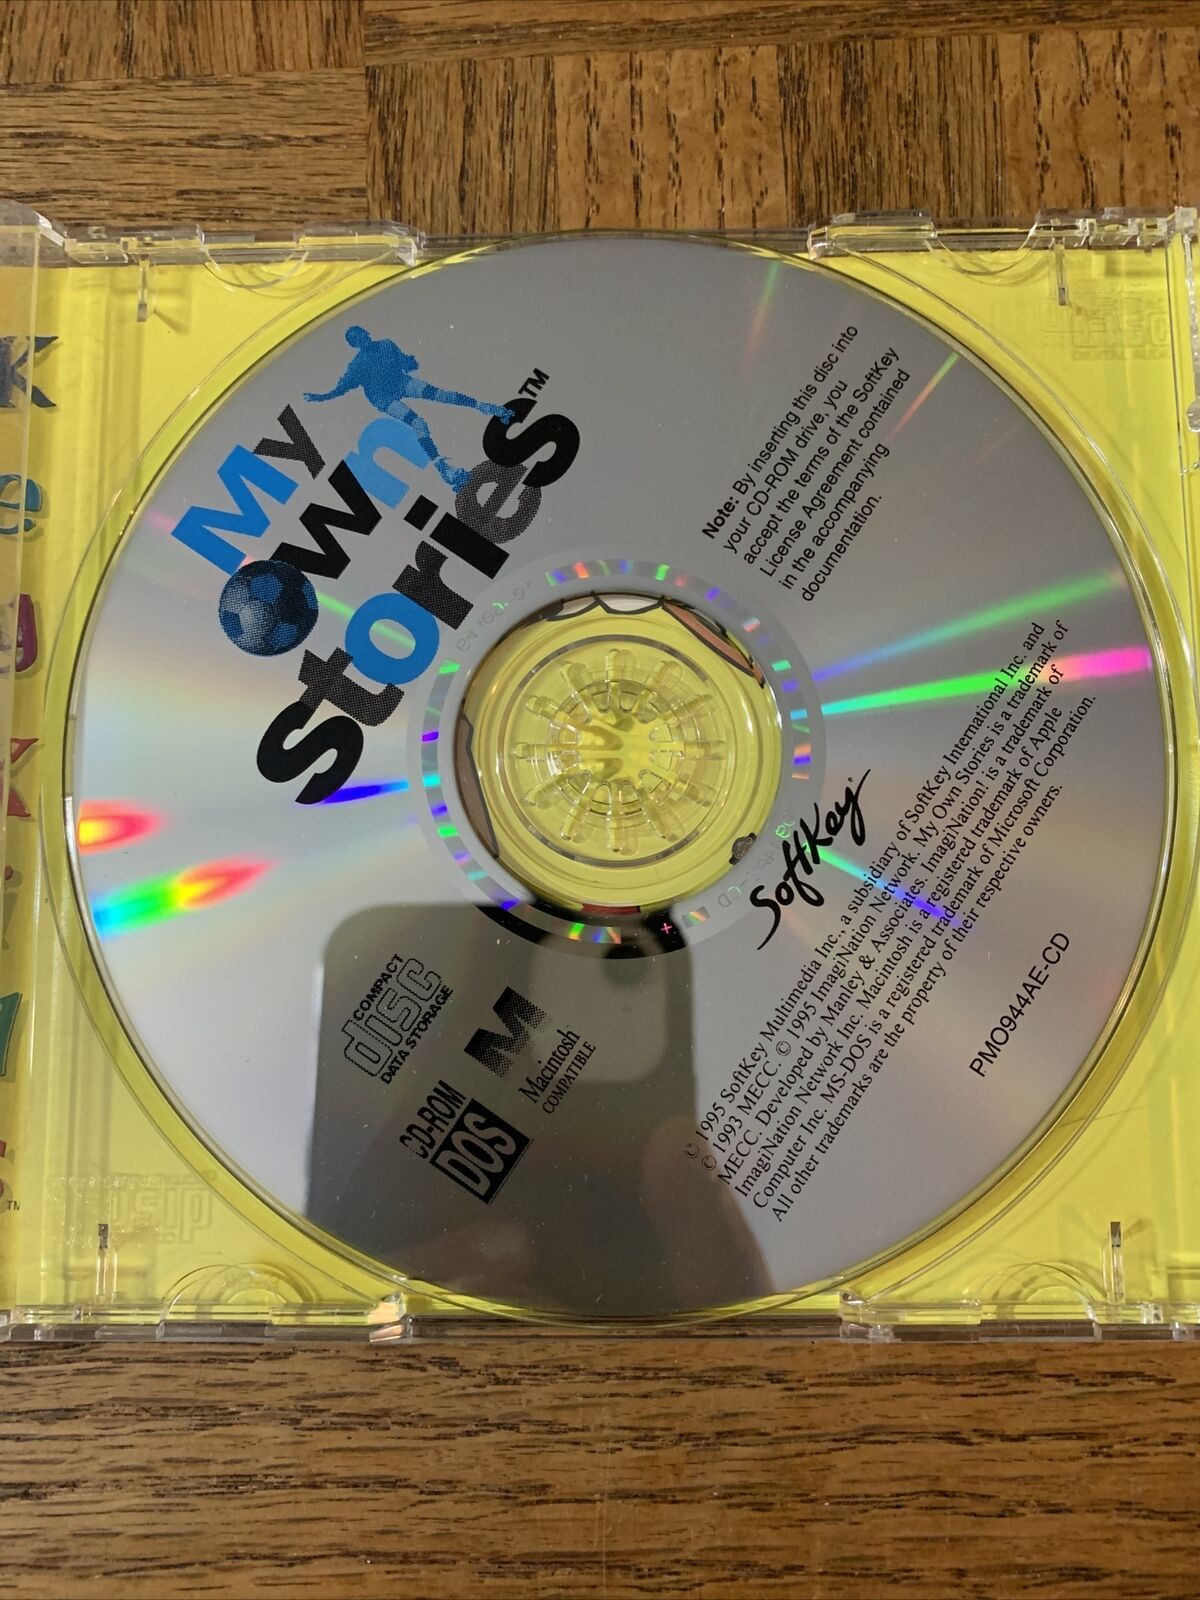 My
Own
Stories™
Note: By inserting this disc into
your CD-ROM drive, you
accept the terms of the SoftKey
License Agreement contained
in the accompanying
documentation.
SoftKey
© 1995 SoftKey Multimedia Inc., a subsidiary of SoftKey International Inc. and
© 1993 MECC. © 1995 ImagiNation Network. My Own Stories is a trademark of
MECC. Developed by Manley & Associates. ImagiNation! is a trademark of
ImagiNation Network Inc. Macintosh is a registered trademark of Apple
Computer Inc. MS-DOS is a registered trademark of Microsoft Corporation.
All other trademarks are the property of their respective owners.
PMO944AE-CD
COMPACT
disc
DATA STORAGE
M
Macintosh
COMPATIBLE
CD-ROM
DOS